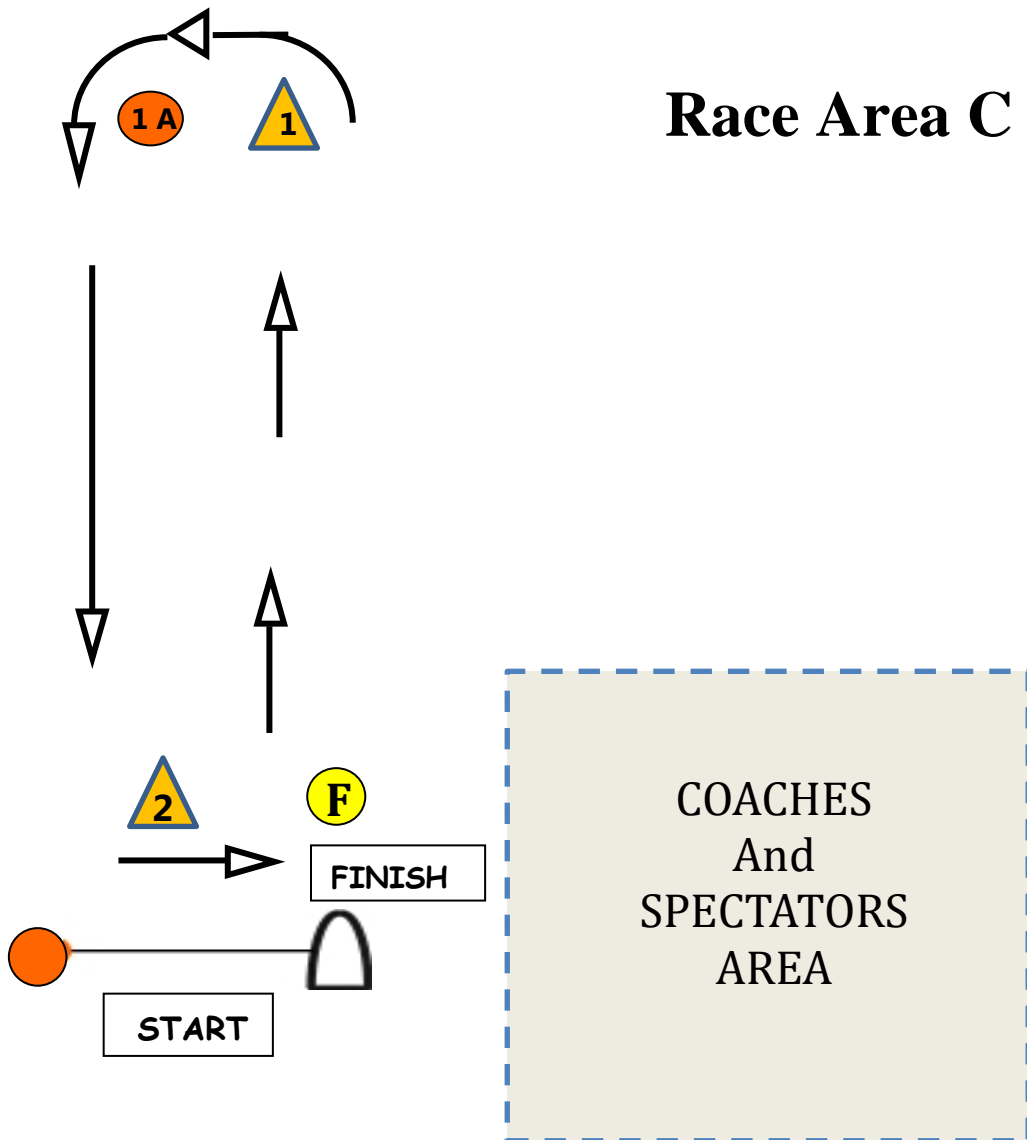 Race Area C
1 A
1
2
F
FINISH
START
COACHES
And
SPECTATORS
AREA